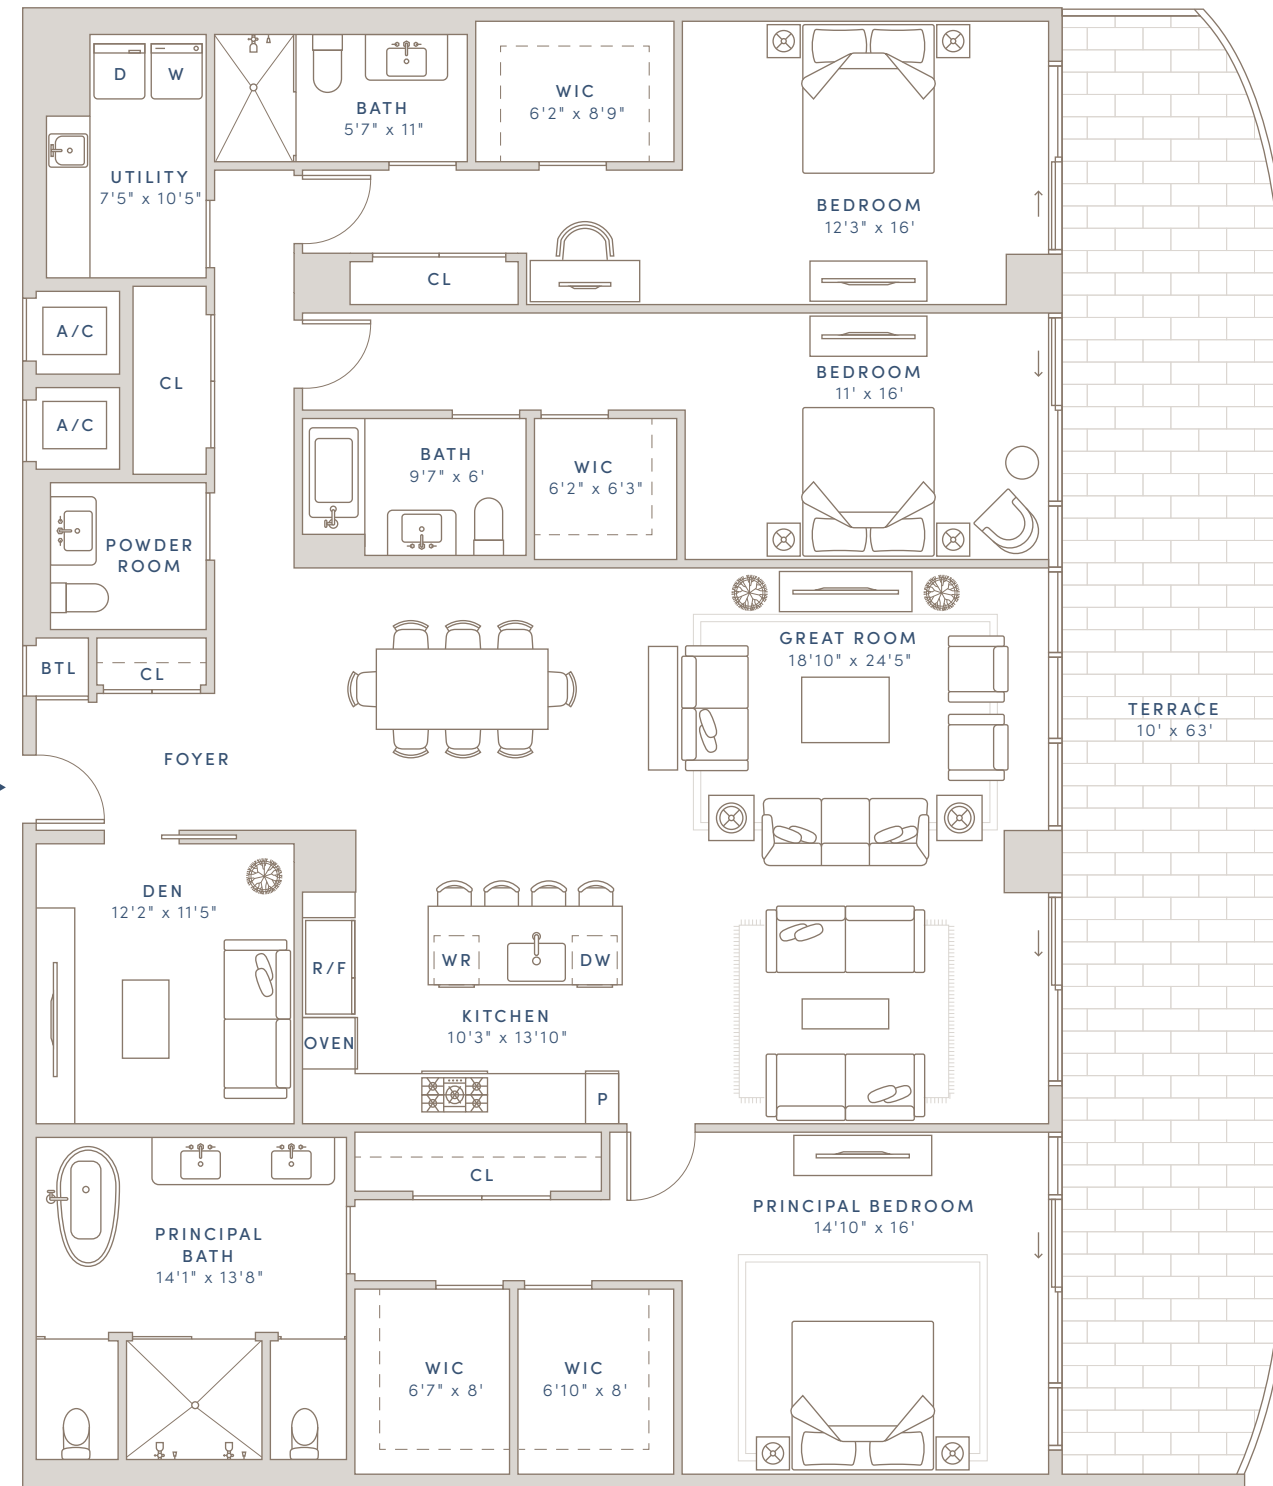 D
W
BATH
5'7" x 11"
WIC
6'2" x 8'9"
UTILITY
7'5" x 10'5"
BEDROOM
12'3" x 16'
CL
A/C
CL
A/C
BEDROOM
11' x 16'
BATH
9'7" x 6'
WIC
6'2" x 6'3"
POWDER
ROOM
BTL
CL
GREAT ROOM
18'10" x 24'5"
TERRACE
10' x 63'
FOYER
DEN
12'2" x 11'5"
R/F
WR
DW
KITCHEN
10'3" x 13'10"
OVEN
P
CL
PRINCIPAL BEDROOM
14'10" x 16'
PRINCIPAL
BATH
14'1" x 13'8"
WIC
6'7" x 8'
WIC
6'10" x 8'